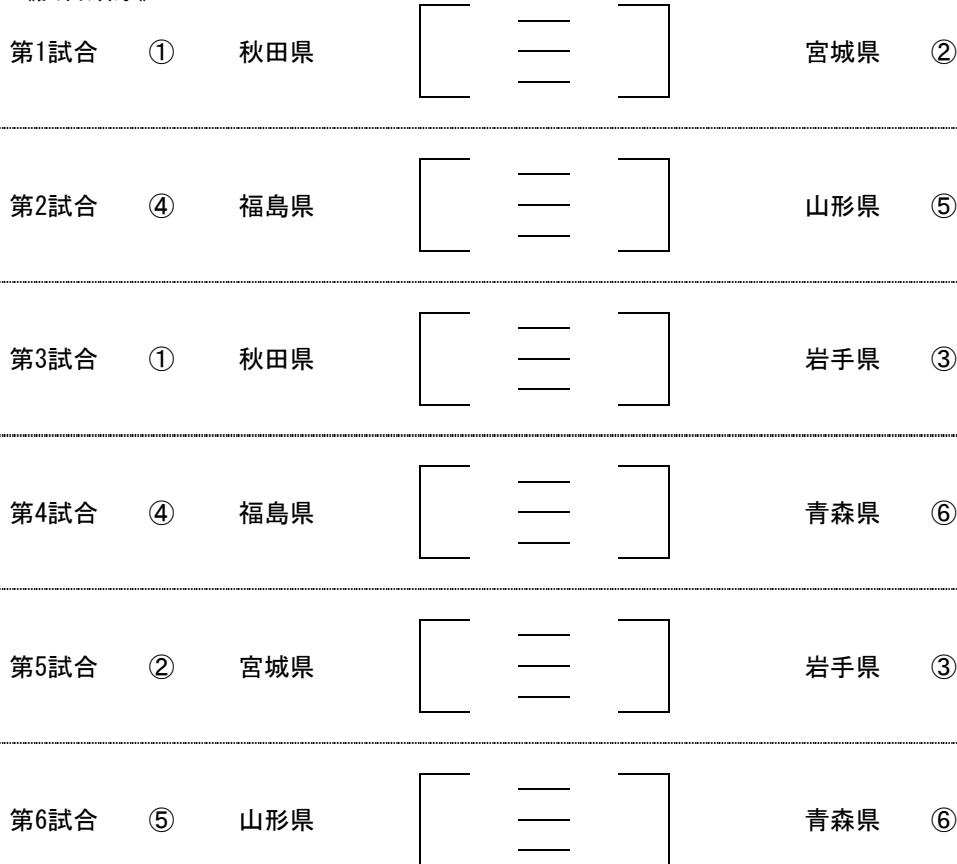 第1試合 ① 秋田県 宮城県 ②
第2試合 ④ 福島県 山形県 ⑤
第3試合 ① 秋田県 岩手県 ③
第4試合 ④ 福島県 青森県 ⑥
第5試合 ② 宮城県 岩手県 ③
第6試合 ⑤ 山形県 青森県 ⑥